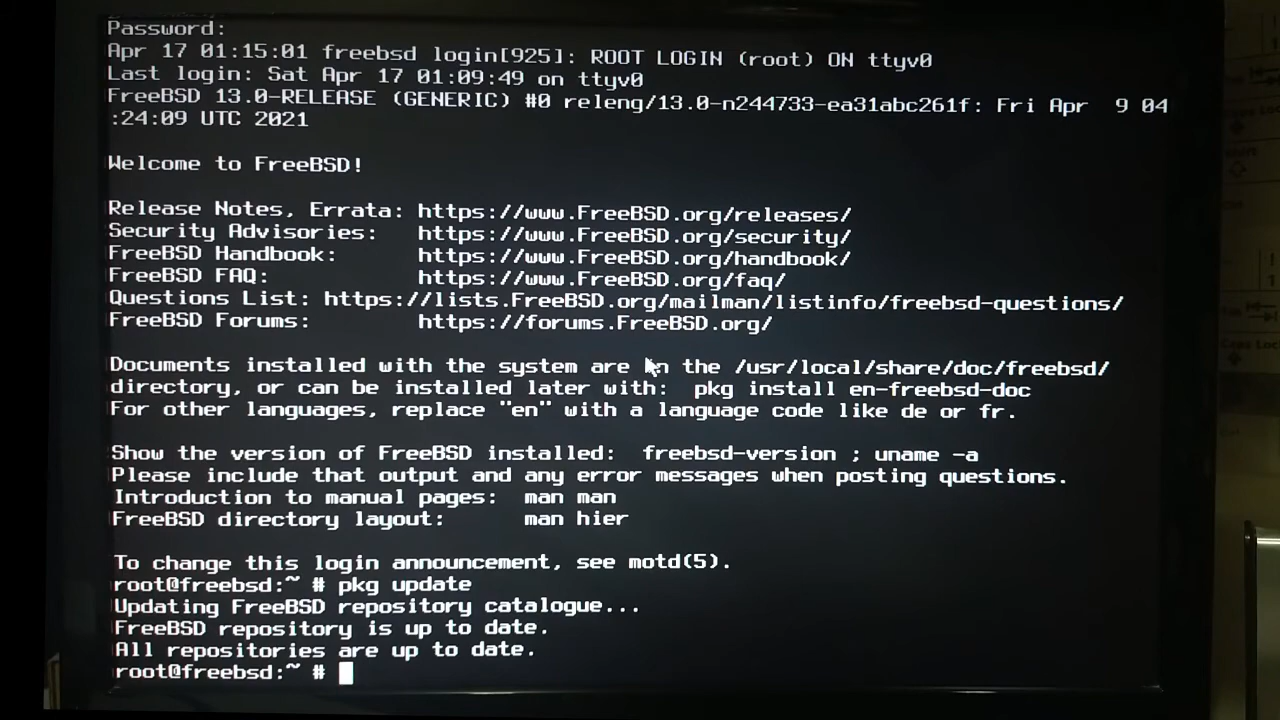 Password:
Apr 17 01:15:01 freebsd login[925]: ROOT LOGIN (root) ON ttyv0
Last login: Sat Apr 17 01:09:49 on ttyv0
FreeBSD 13.0-RELEASE (GENERIC) #0 releng/13.0-n244733-ea31abc261f: Fri Apr  9 04
:24:09 UTC 2021
Welcome to FreeBSD!
Release Notes, Errata: https://www.FreeBSD.org/releases/
Security Advisories:   https://www.FreeBSD.org/security/
FreeBSD Handbook:      https://www.FreeBSD.org/handbook/
FreeBSD FAQ:           https://www.FreeBSD.org/faq/
Questions List: https://lists.FreeBSD.org/mailman/listinfo/freebsd-questions/
FreeBSD Forums:        https://forums.FreeBSD.org/
Documents installed with the system are in the /usr/local/share/doc/freebsd/
directory, or can be installed later with:  pkg install en-freebsd-doc
For other languages, replace "en" with a language code like de or fr.
Show the version of FreeBSD installed:  freebsd-version ; uname -a
Please include that output and any error messages when posting questions.
Introduction to manual pages:  man man
FreeBSD directory layout:      man hier
To change this login announcement, see motd(5).
root@freebsd:~ # pkg update
Updating FreeBSD repository catalogue...
FreeBSD repository is up to date.
All repositories are up to date.
root@freebsd:~ #